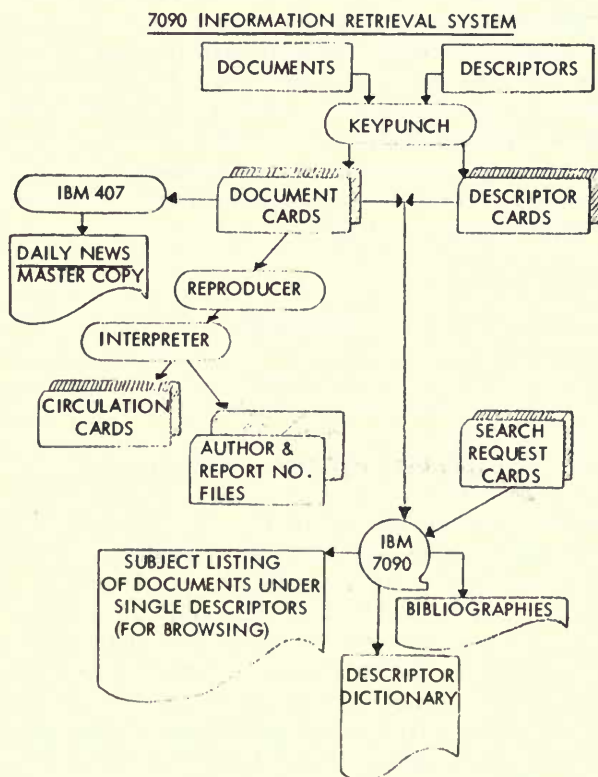 7090 INFORMATION RETRIEVAL SYSTEM
DOCUMENTS
DESCRIPTORS
KEYPUNCH
IBM 407
DOCUMENT
CARDS
DESCRIPTOR
CARDS
DAILY NEWS
MASTER COPY
REPRODUCER
INTERPRETER
CIRCULATION
CARDS
AUTHOR &
REPORT NO.
FILES
SEARCH
REQUEST
CARDS
IBM
7090
SUBJECT LISTING
OF DOCUMENTS UNDER
SINGLE DESCRIPTORS
(FOR BROWSING)
BIBLIOGRAPHIES
DESCRIPTOR
DICTIONARY